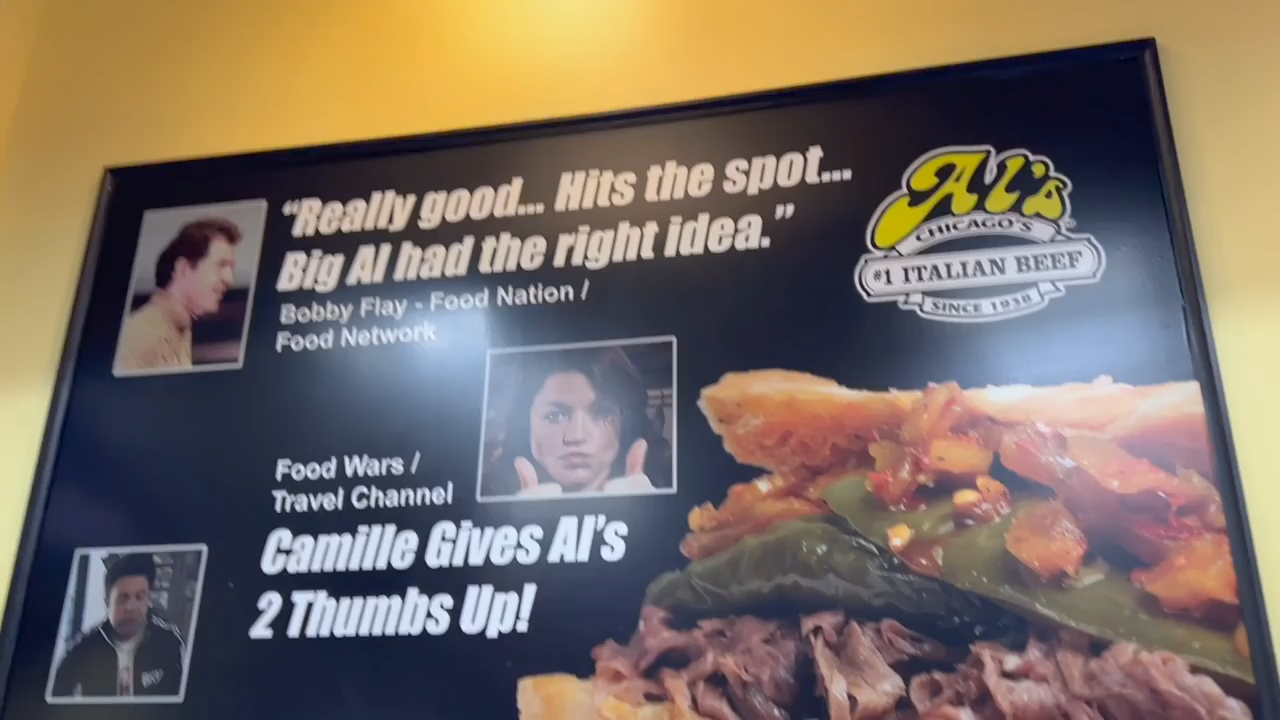 "Really good... Hits the spot...
Big Al had the right idea."
Bobby Flay - Food Nation /
Food Network
Al's
CHICAGO'S
#1 ITALIAN BEEF
SINCE 1938
Food Wars /
Travel Channel
Camille Gives Al's
2 Thumbs Up!